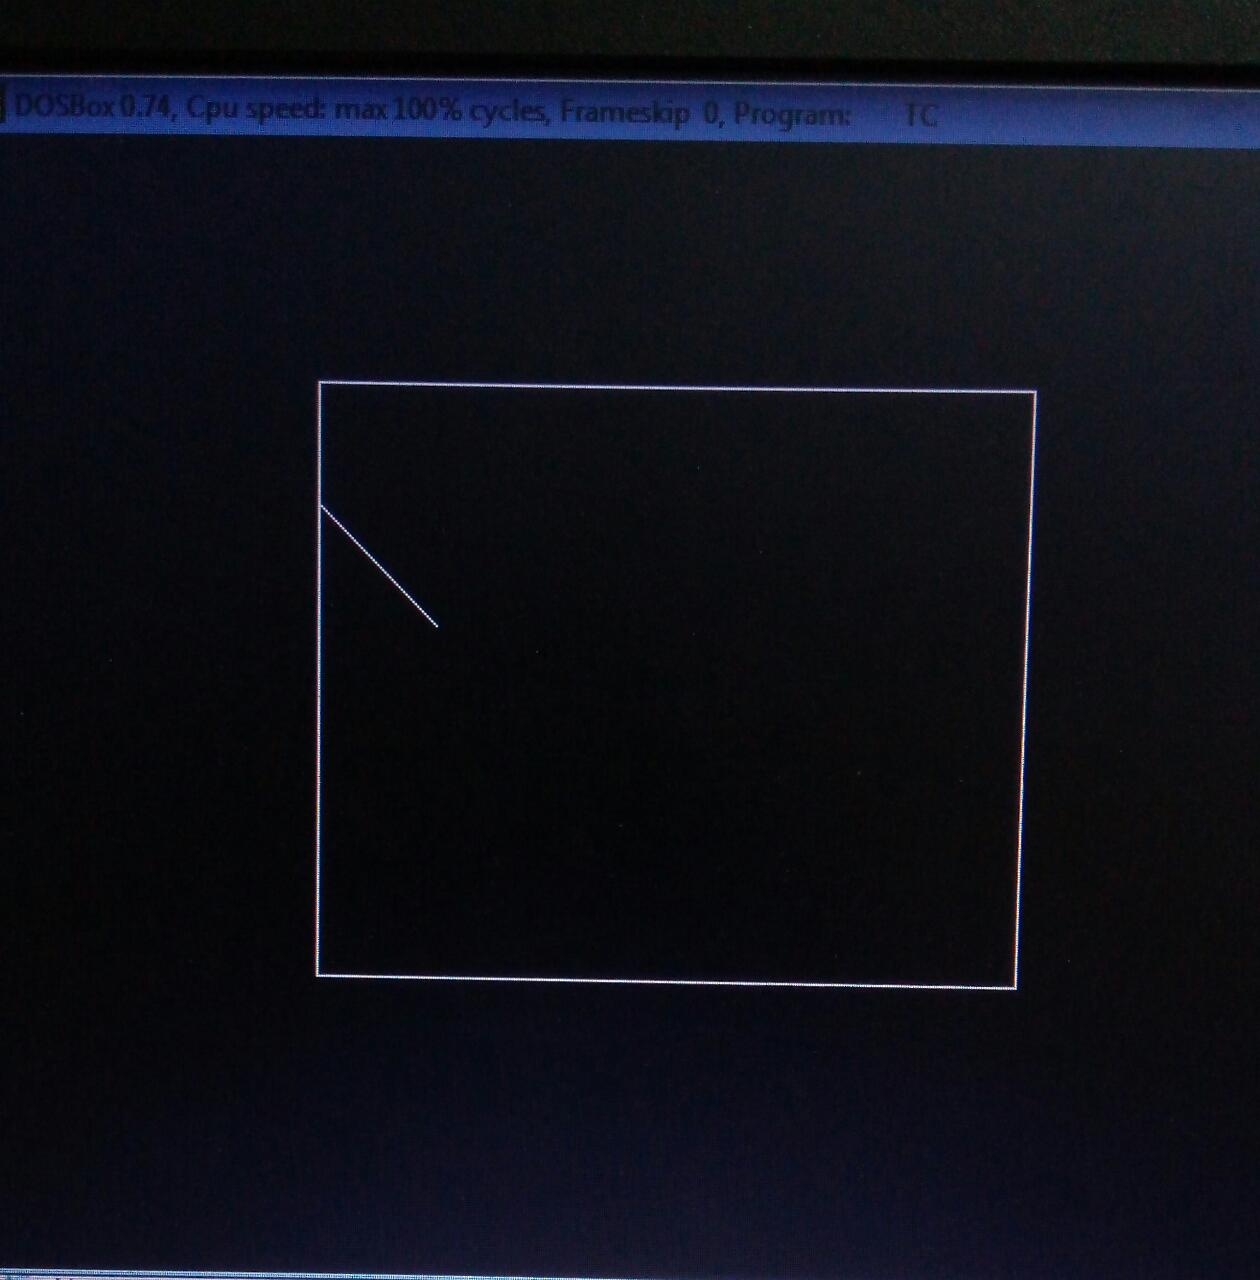 DOSBox 0.74, Cpu speed: max 100% cycles, Frameskip 0, Program: TC